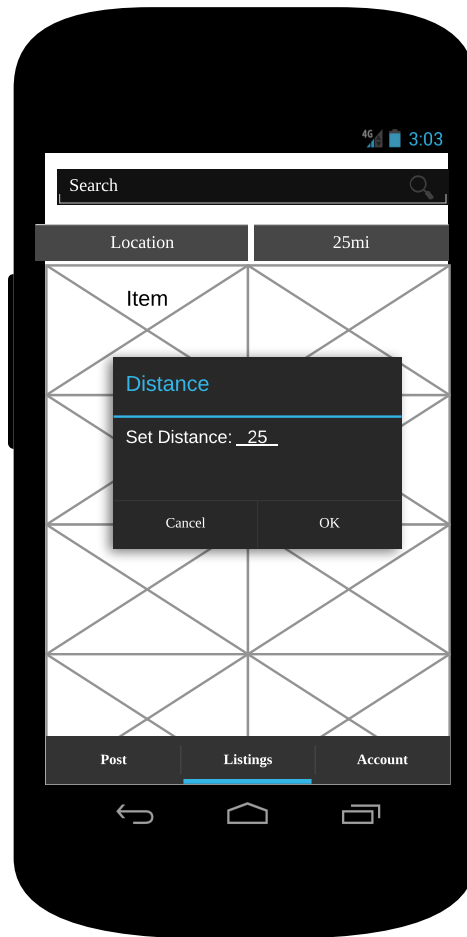 4G 3:03
Search
Location 25mi
Item
Distance
Set Distance: 25
Cancel OK
Post Listings Account